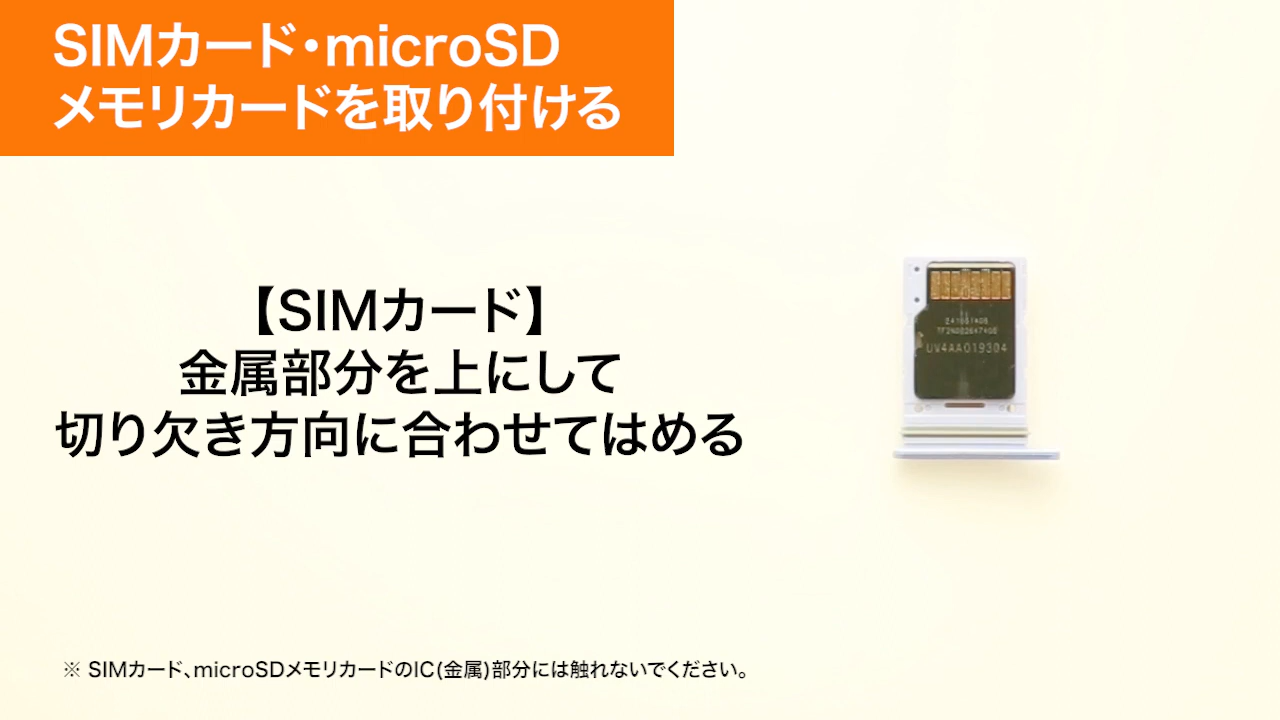 SIMカード・microSD
メモリカードを取り付ける
【SIMカード】
金属部分を上にして
切り欠き方向に合わせてはめる
UV4AA019304
※ SIMカード、microSDメモリカードのIC(金属)部分には触れないでください。